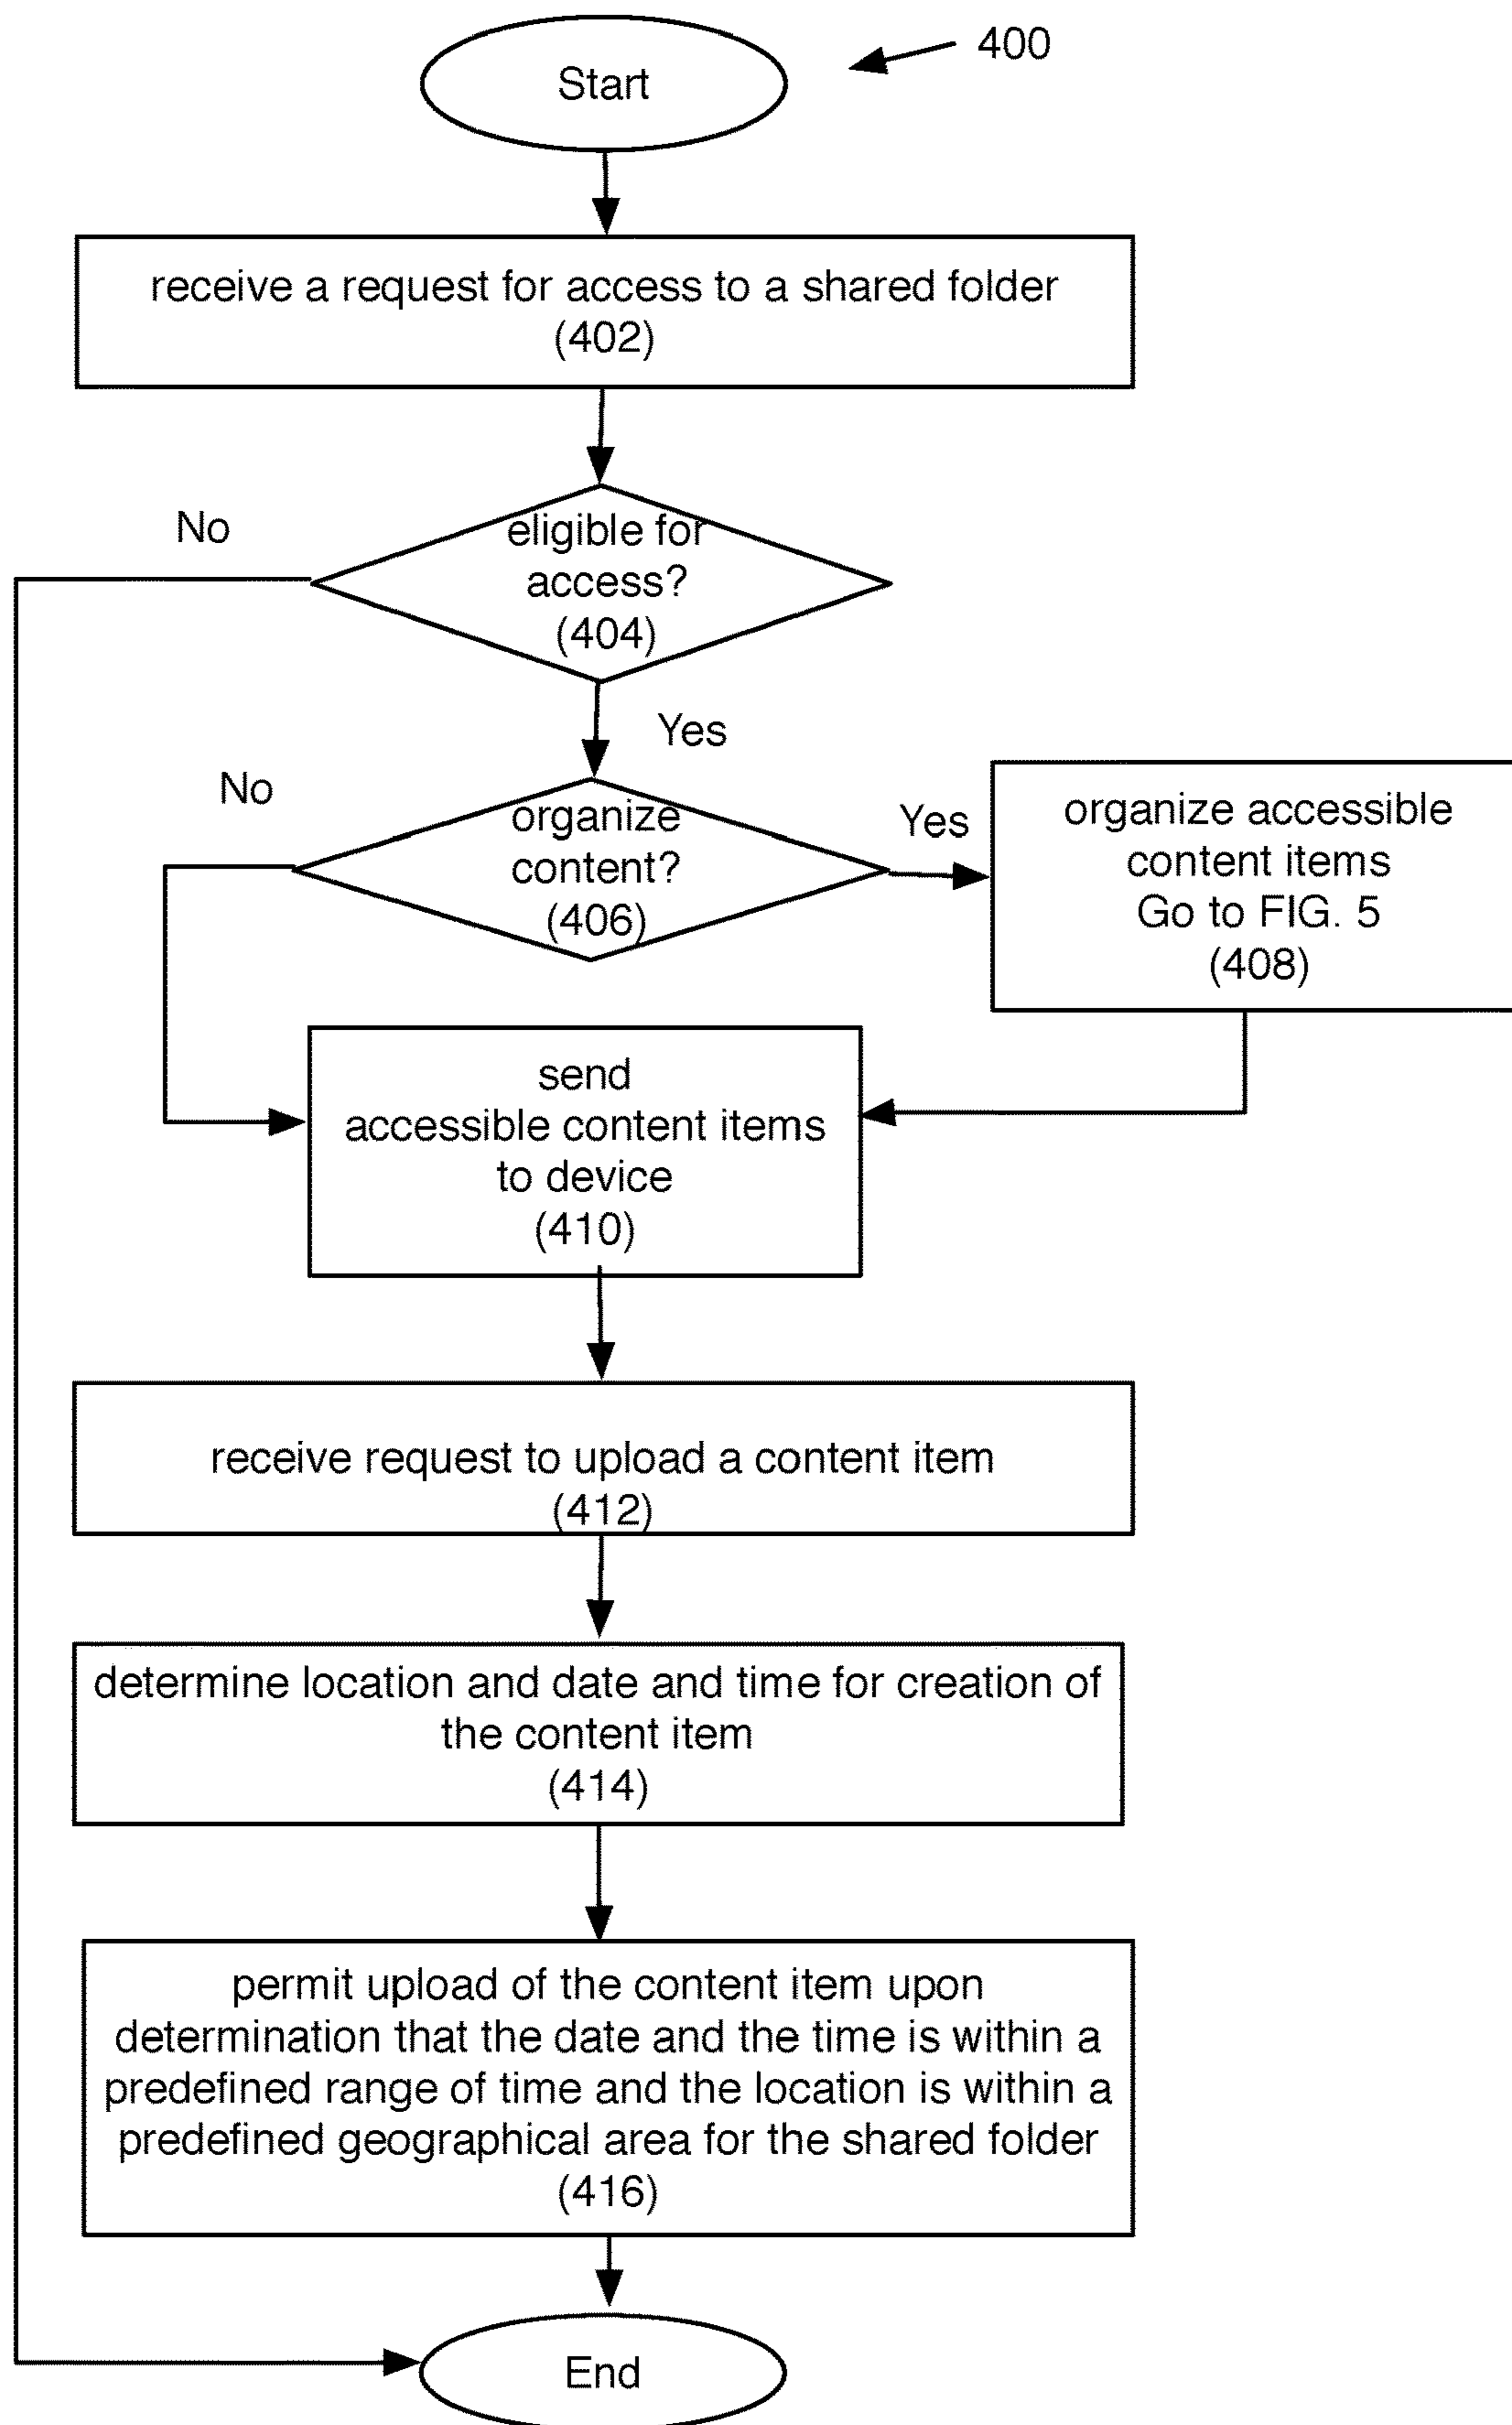 Start
400
receive a request for access to a shared folder
(402)
No
eligible for
access?
(404)
Yes
No
organize
content?
(406)
Yes
organize accessible
content items
Go to FIG. 5
(408)
send
accessible content items
to device
(410)
receive request to upload a content item
(412)
determine location and date and time for creation of
the content item
(414)
permit upload of the content item upon
determination that the date and the time is within a
predefined range of time and the location is within a
predefined geographical area for the shared folder
(416)
End